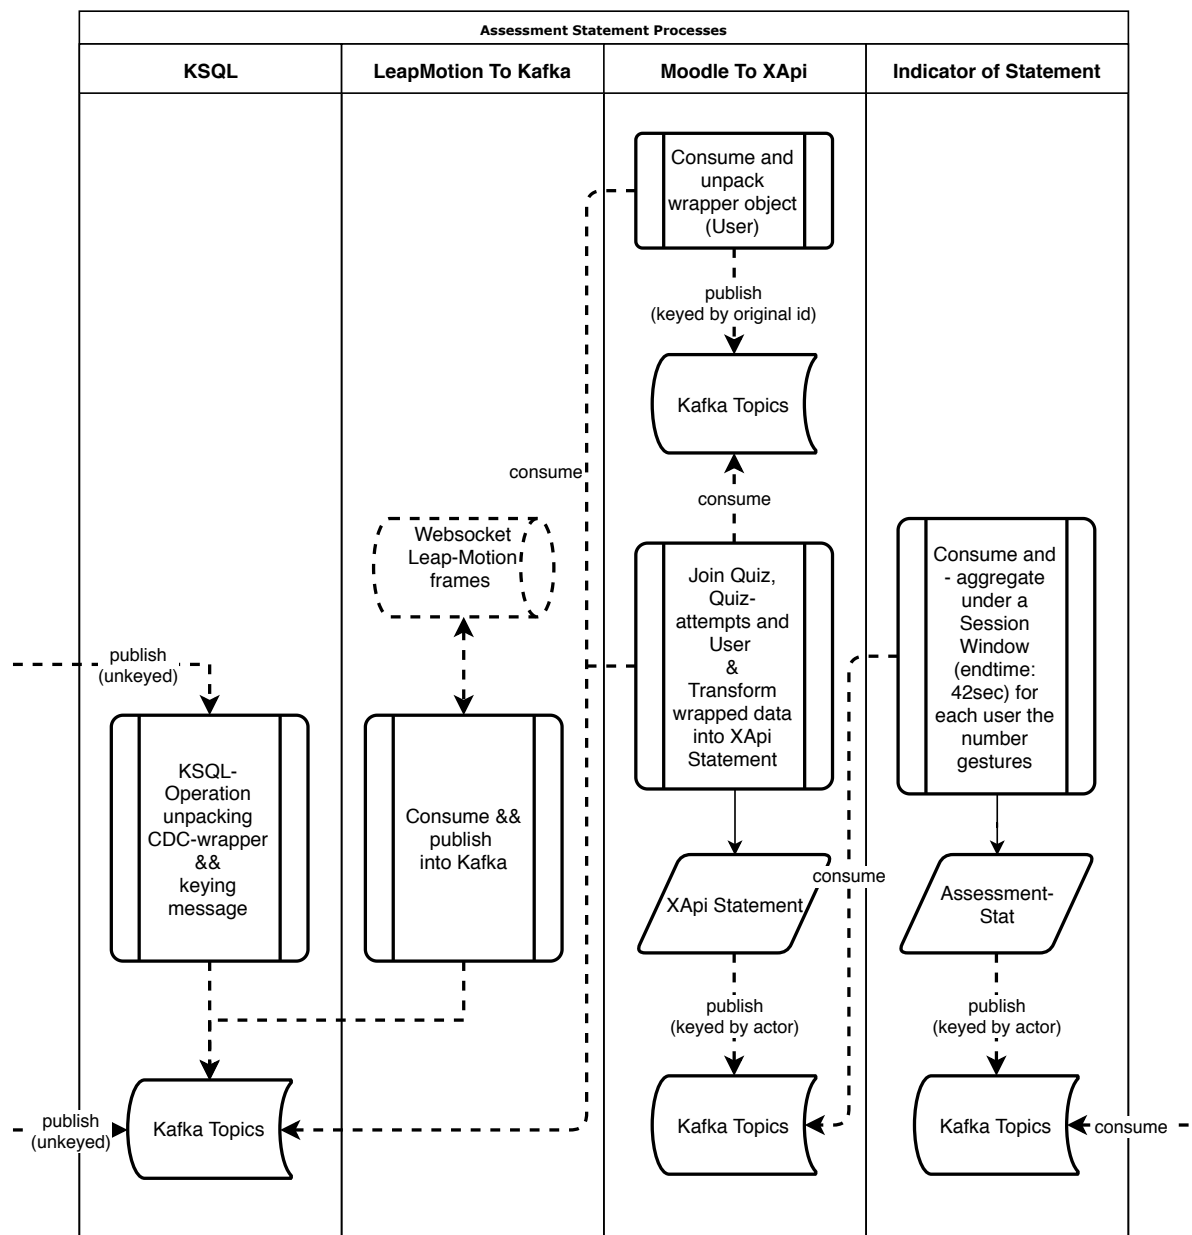 Assessment Statement Processes
KSQL
LeapMotion To Kafka
Moodle To XApi
Indicator of Statement
Consume and
unpack
wrapper object
(User)
publish
(keyed by original id)
Kafka Topics
consume
consume
Websocket
Leap-Motion
frames
Join Quiz,
Quiz-
attempts and
User
&
Transform
wrapped data
into XApi
Statement
Consume and
- aggregate
under a
Session
Window
(endtime:
42sec) for
each user the
number
gestures
publish
(unkeyed)
KSQL-
Operation
unpacking
CDC-wrapper
&&
keying
message
Consume &&
publish
into Kafka
XApi Statement
consume
Assessment-
Stat
publish
(keyed by actor)
publish
(keyed by actor)
publish
(unkeyed)
Kafka Topics
Kafka Topics
Kafka Topics
consume